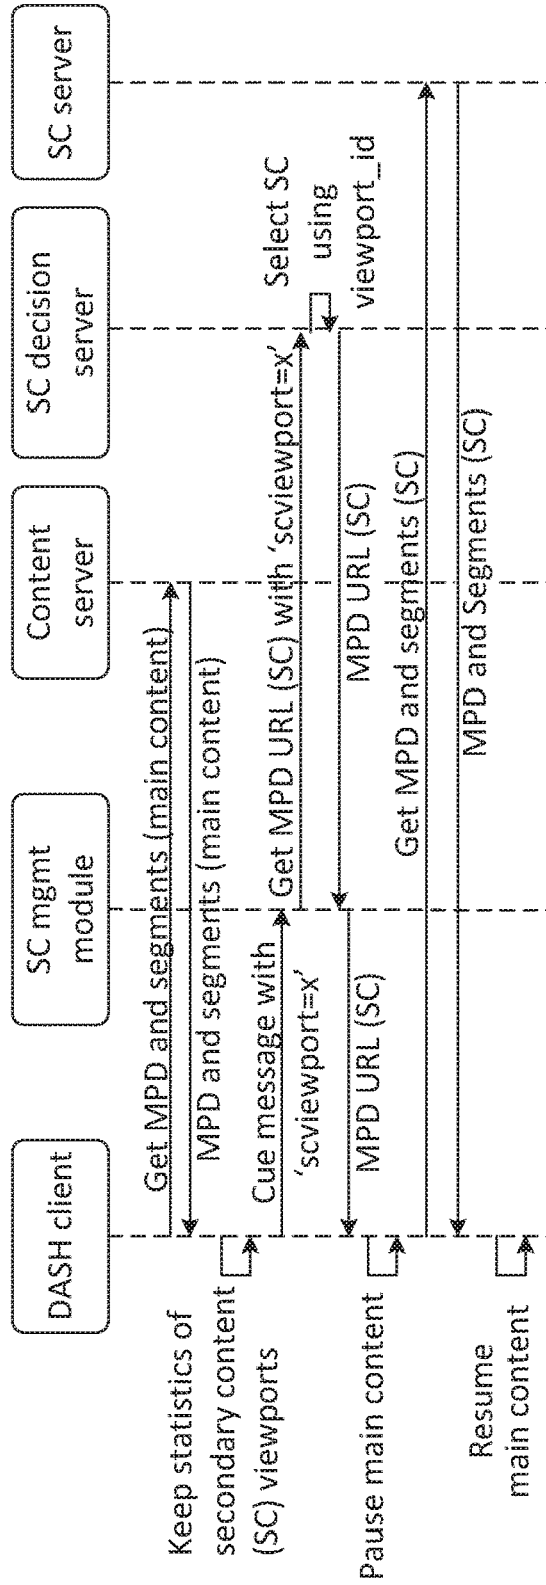 DASH client
SC mgmt
module
Content
server
SC decision
server
SC server
Get MPD and segments (main content)
MPD and segments (main content)
Keep statistics of
secondary content
(SC) viewports
Cue message with
‘scviewport=x’
Get MPD URL (SC) with ‘scviewport=x’
Select SC
using
viewport_id
MPD URL (SC)
MPD URL (SC)
Pause main content
Get MPD and segments (SC)
MPD and Segments (SC)
Resume
main content